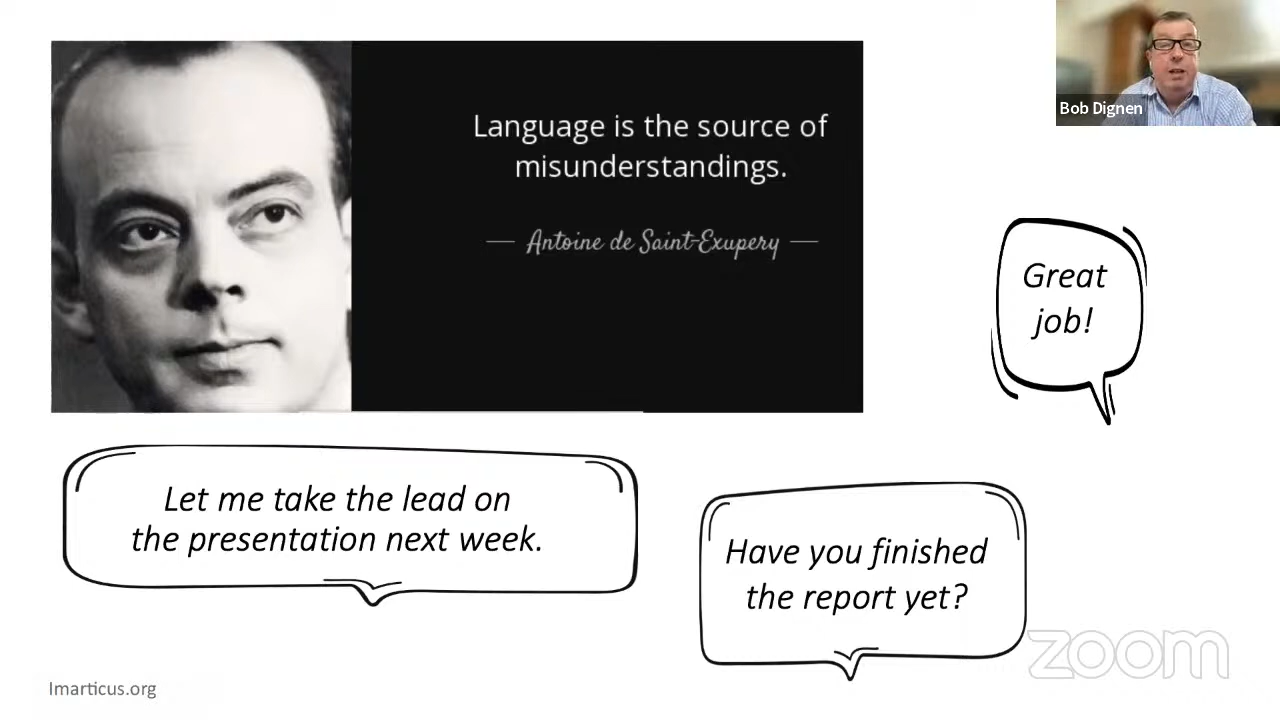 Bob Dignen
Language is the source of
misunderstandings.
Antoine de Saint-Exupery
Great
job!
Let me take the lead on
the presentation next week.
Have you finished
the report yet?
zoom
Imarticus.org